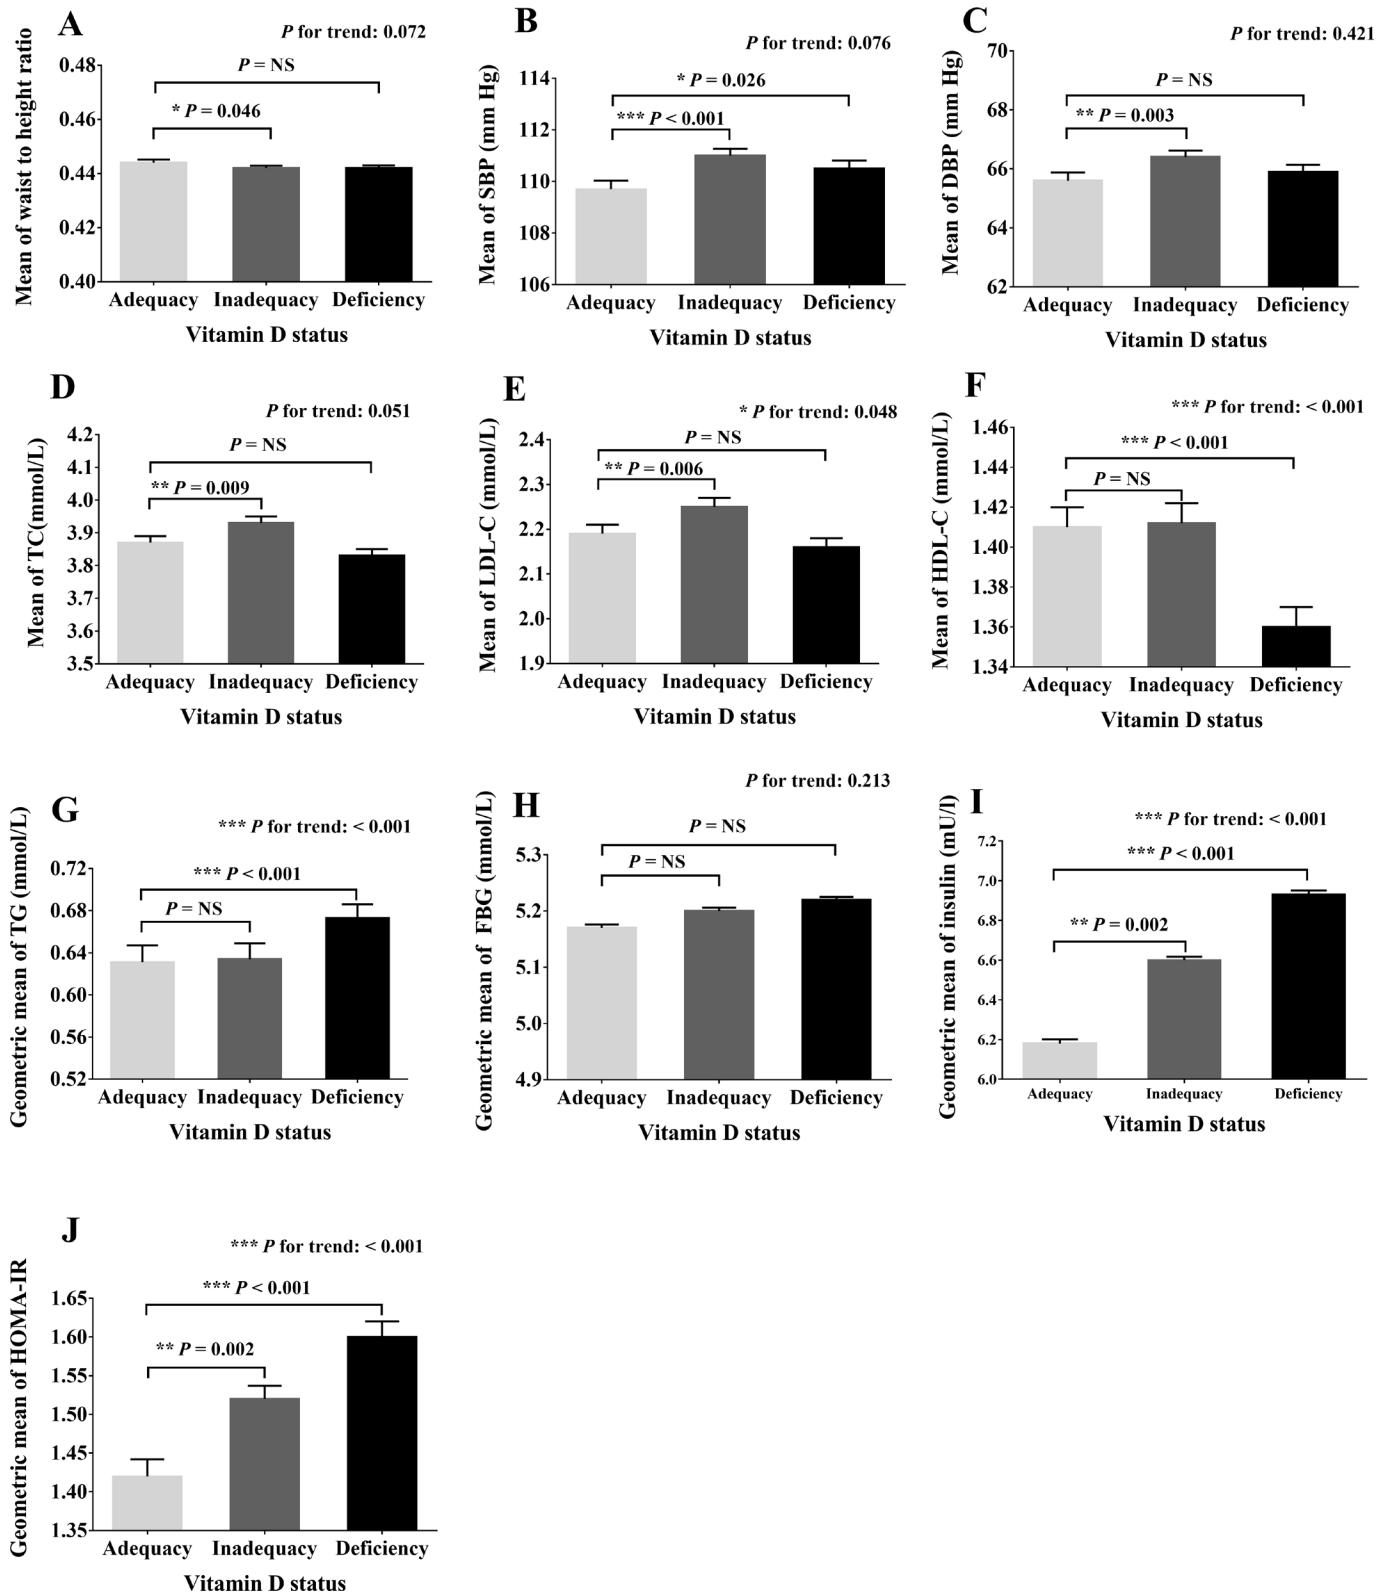 A
P for trend: 0.072
Mean of waist to height ratio
0.48
0.46
0.44
0.42
0.40
P = NS
* P = 0.046
Adequacy Inadequacy Deficiency
Vitamin D status
B
P for trend: 0.076
Mean of SBP (mm Hg)
114
112
110
108
106
* P = 0.026
*** P < 0.001
Adequacy Inadequacy Deficiency
Vitamin D status
C
P for trend: 0.421
Mean of DBP (mm Hg)
70
68
66
64
62
P = NS
** P = 0.003
Adequacy Inadequacy Deficiency
Vitamin D status
D
P for trend: 0.051
Mean of TC(mmol/L)
4.2
4.1
4.0
3.9
3.8
3.7
3.6
3.5
P = NS
** P = 0.009
Adequacy Inadequacy Deficiency
Vitamin D status
E
* P for trend: 0.048
Mean of LDL-C (mmol/L)
2.4
2.3
2.2
2.1
2.0
1.9
P = NS
** P = 0.006
Adequacy Inadequacy Deficiency
Vitamin D status
F
*** P for trend: < 0.001
Mean of HDL-C (mmol/L)
1.46
1.44
1.42
1.40
1.38
1.36
1.34
*** P < 0.001
P = NS
Adequacy Inadequacy Deficiency
Vitamin D status
G
*** P for trend: < 0.001
Geometric mean of TG (mmol/L)
0.72
0.68
0.64
0.60
0.56
0.52
*** P < 0.001
P = NS
Adequacy Inadequacy Deficiency
Vitamin D status
H
P for trend: 0.213
Geometric mean of FBG (mmol/L)
5.3
5.2
5.1
5.0
4.9
P = NS
P = NS
Adequacy Inadequacy Deficiency
Vitamin D status
I
*** P for trend: < 0.001
Geometric mean of insulin (mU/l)
7.2
7.0
6.8
6.6
6.4
6.2
6.0
*** P < 0.001
** P = 0.002
Adequacy Inadequacy Deficiency
Vitamin D status
J
*** P for trend: < 0.001
Geometric mean of HOMA-IR
1.65
1.60
1.55
1.50
1.45
1.40
1.35
*** P < 0.001
** P = 0.002
Adequacy Inadequacy Deficiency
Vitamin D status